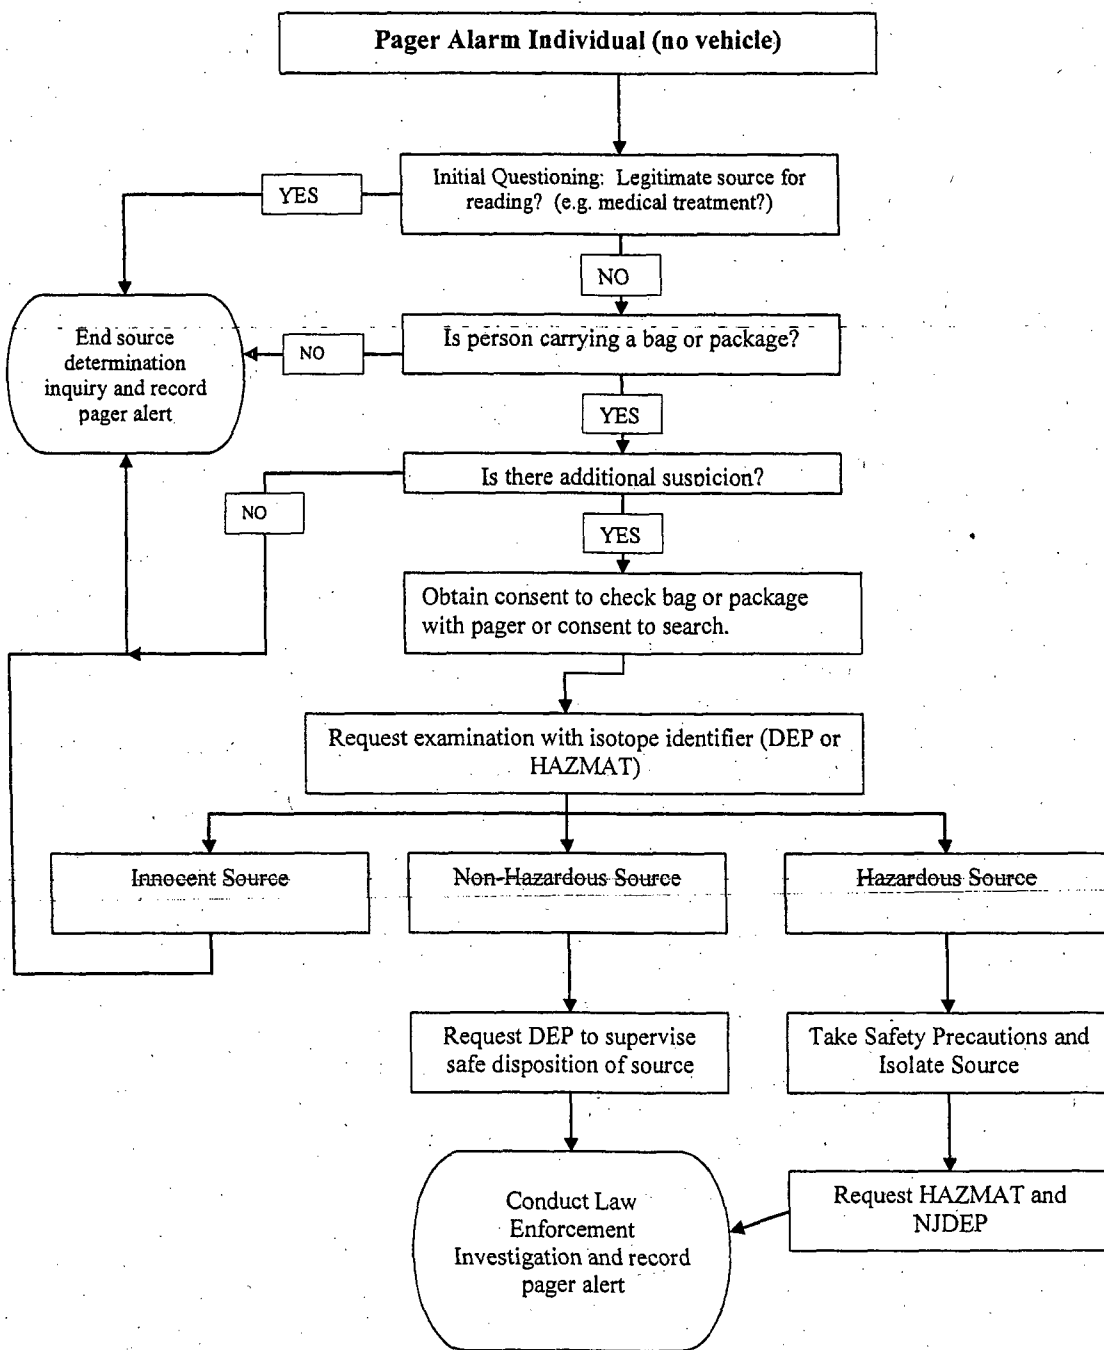 Pager Alarm Individual (no vehicle)
Initial Questioning: Legitimate source for
reading? (e.g. medical treatment?)
YES
NO
End source
determination
inquiry and record
pager alert
NO
Is person carrying a bag or package?
YES
Is there additional suspicion?
NO
YES
Obtain consent to check bag or package
with pager or consent to search.
Request examination with isotope identifier (DEP or
HAZMAT)
Innocent Source
Non-Hazardous Source
Hazardous Source
Request DEP to supervise
safe disposition of source
Take Safety Precautions and
Isolate Source
Conduct Law
Enforcement
Investigation and record
pager alert
Request HAZMAT and
NJDEP